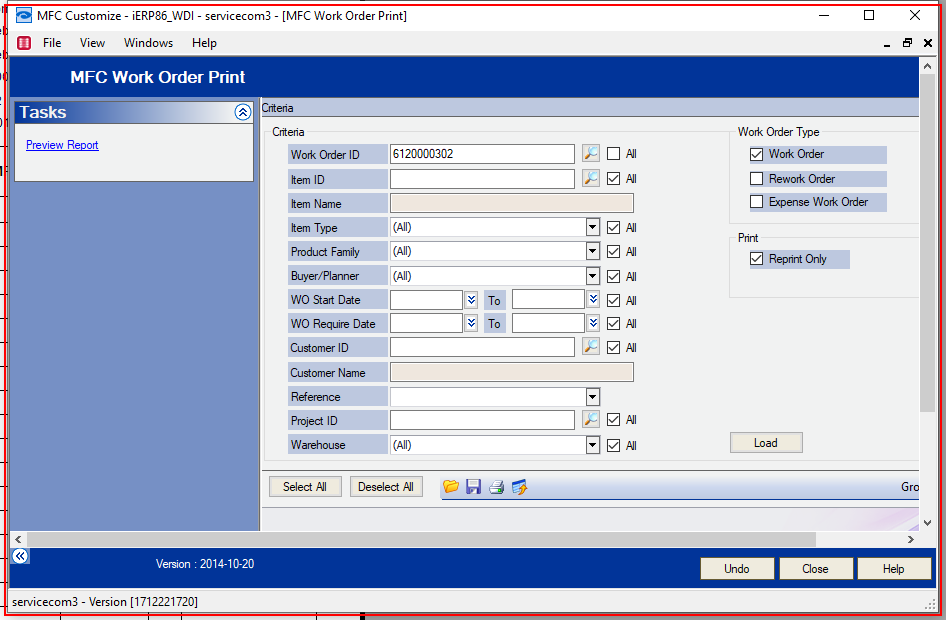 MFC Customize - iERP86_WDI - servicecom3 - [MFC Work Order Print]
File View Windows Help
MFC Work Order Print
Tasks
Preview Report
Criteria
Criteria
Work Order ID 6120000302 All
Item ID All
Item Name
Item Type (All) All
Product Family (All) All
Buyer/Planner (All) All
WO Start Date To All
WO Require Date To All
Customer ID All
Customer Name
Reference
Project ID All
Warehouse (All) All
Work Order Type
Work Order
Rework Order
Expense Work Order
Print
Reprint Only
Load
Select All Deselect All Gro
Version : 2014-10-20
Undo Close Help
servicecom3 - Version [1712221720]